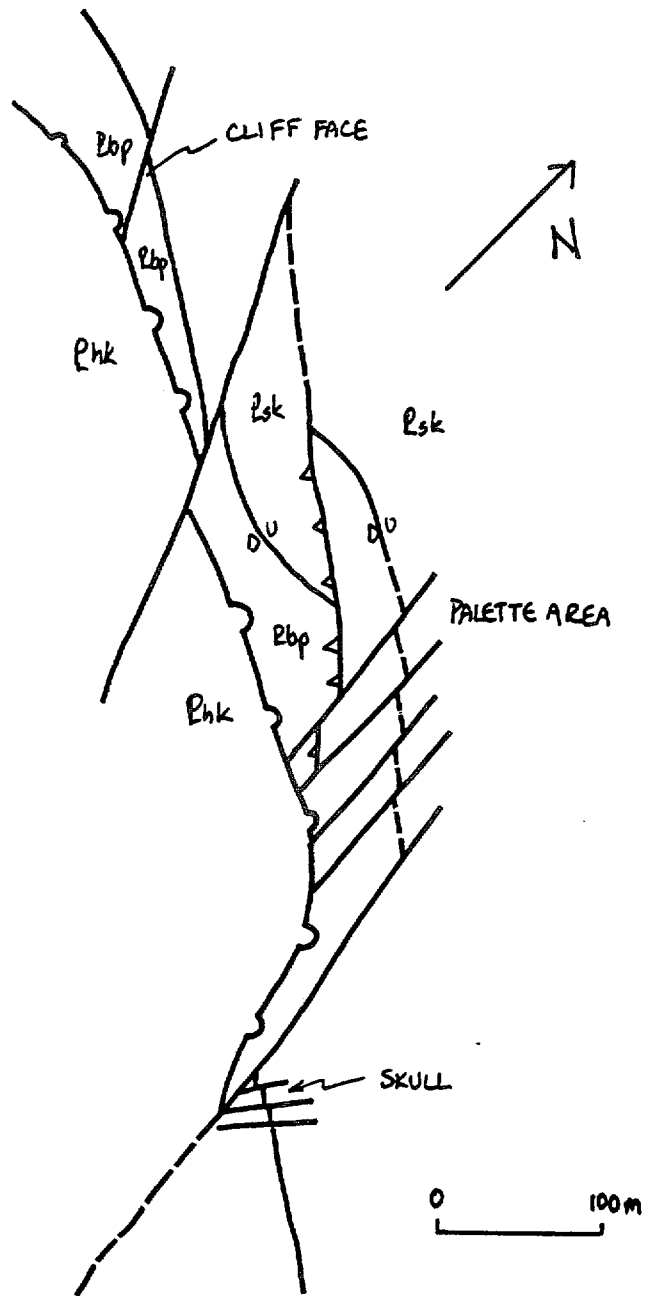 Pbp
CLIFF FACE
N
Pbp
Phk
Psk
Psk
D U
D U
PALETTE AREA
Pbp
Phk
SKULL
0 100m